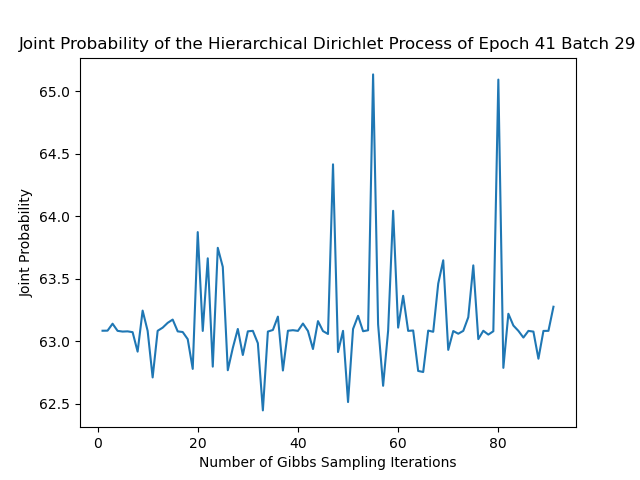 Joint Probability of the Hierarchical Dirichlet Process of Epoch 41 Batch 29
65.0
64.5
64.0
63.5
63.0
62.5
Joint Probability
0 20 40 60 80
Number of Gibbs Sampling Iterations